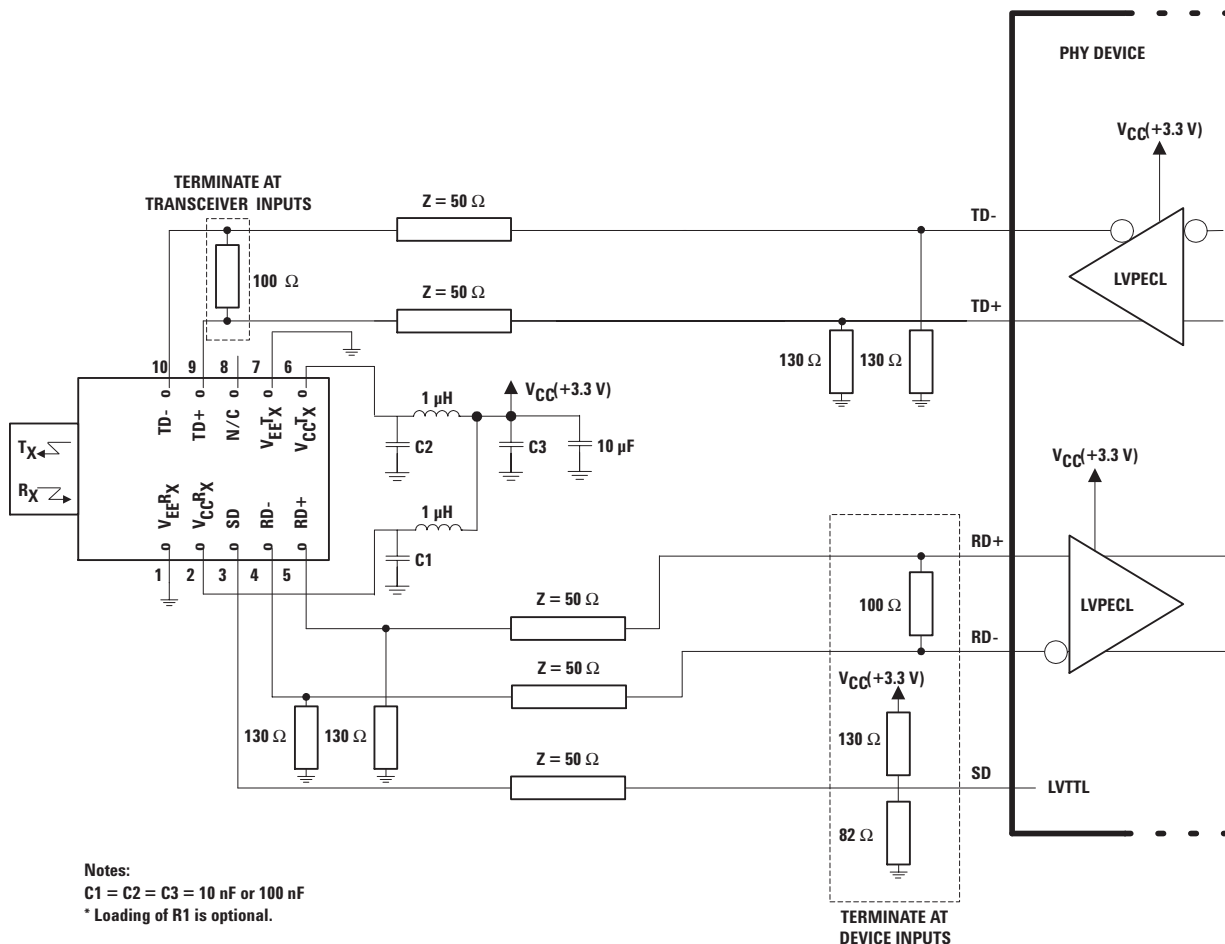 PHY DEVICE
VCC(+3.3 V)
TERMINATE AT
TRANSCEIVER INPUTS
Z = 50 Ω
TD-
LVPECL
100 Ω
Z = 50 Ω
TD+
130 Ω
130 Ω
10
9
8
7
6
TD-
TD+
N/C
VEETX
VCCTX
1 µH
VCC(+3.3 V)
C2
C3
10 µF
TX
RX
VEERX
VCCRX
SD
RD-
RD+
1 µH
C1
1
2
3
4
5
VCC(+3.3 V)
RD+
LVPECL
Z = 50 Ω
100 Ω
RD-
Z = 50 Ω
VCC(+3.3 V)
130 Ω
130 Ω
130 Ω
Z = 50 Ω
SD
LVTTL
82 Ω
Notes:
C1 = C2 = C3 = 10 nF or 100 nF
* Loading of R1 is optional.
TERMINATE AT
DEVICE INPUTS